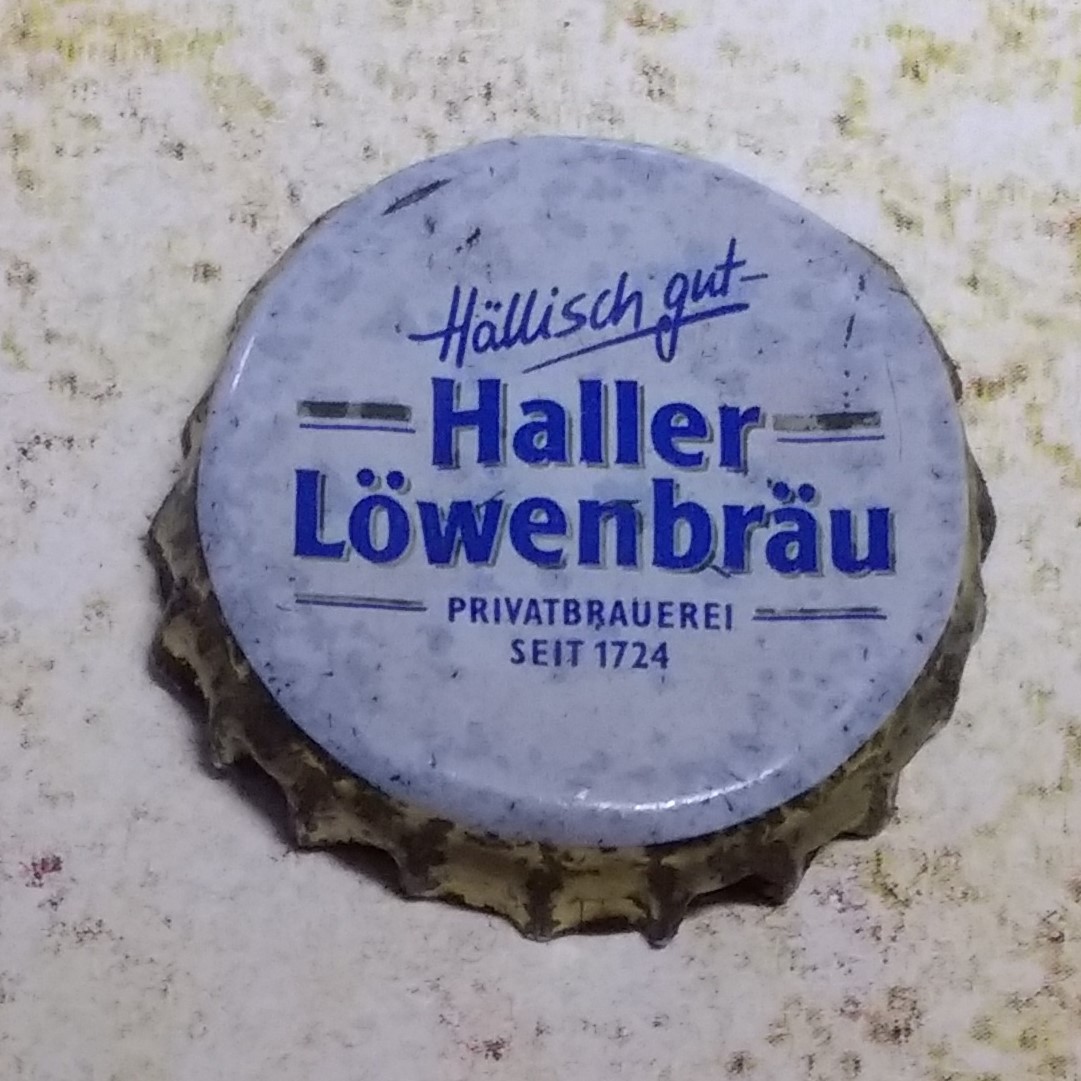 Hällisch gut
Haller
Löwenbräu
PRIVATBRAUEREI
SEIT 1724